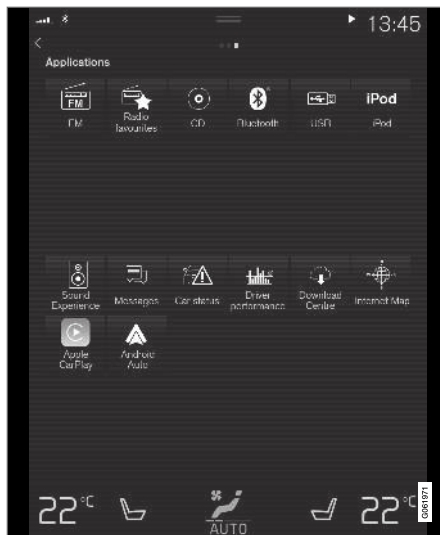 13:45
Applications
FM
iPod
FM
Radio
favourites
CD
Bluetooth
USB
iPod
Sound
Experience
Messages
Car status
Driver
performance
Download
Centre
Internet Map
Apple
CarPlay
Android
Auto
22°C
22°C
AUTO
G061971